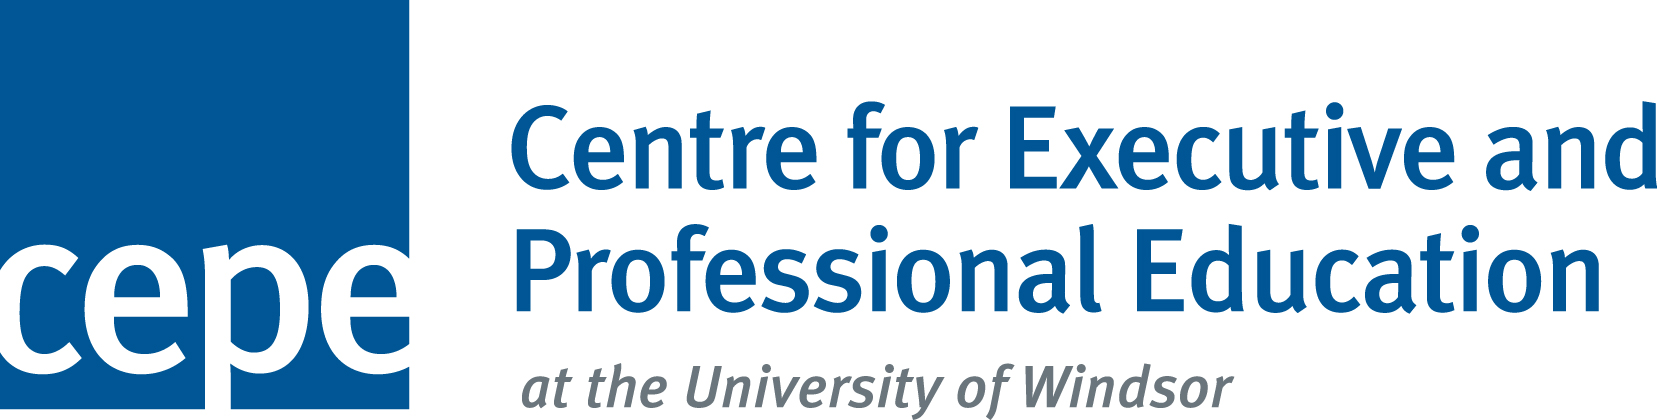 cepe
Centre for Executive and
Professional Education
at the University of Windsor